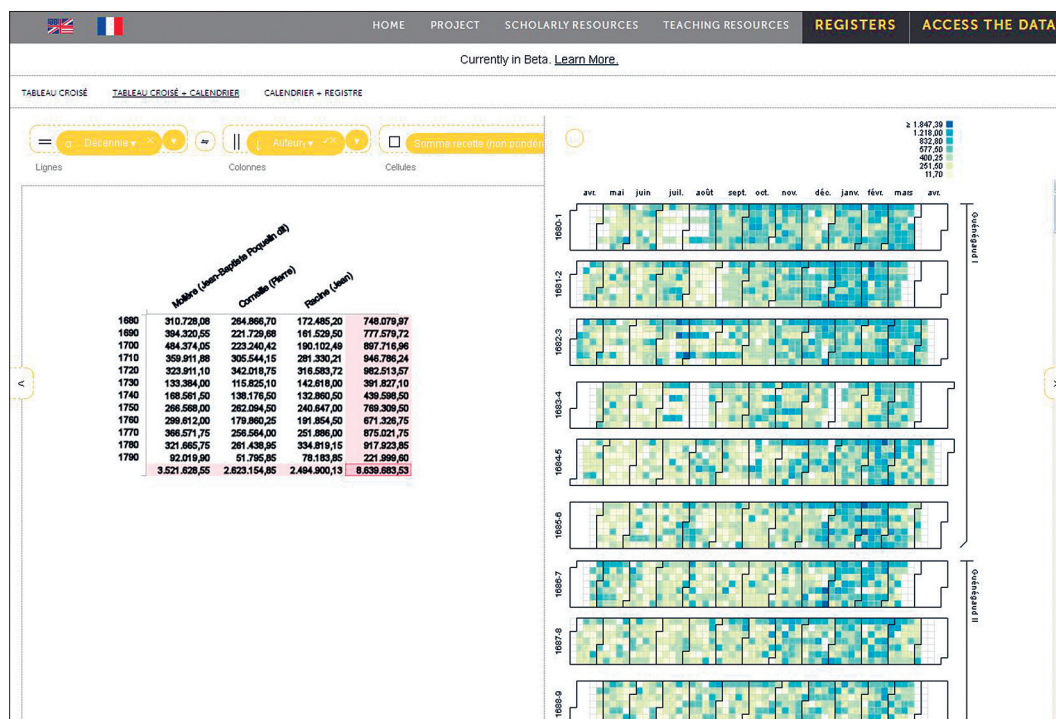 HOME PROJECT SCHOLARLY RESOURCES TEACHING RESOURCES REGISTERS ACCESS THE DATA
Currently in Beta. Learn More.
TABLEAU CROISÉ TABLEAU CROISÉ + CALENDRIER CALENDRIER + REGISTRE
Décennie Auteur Somme recette (non pondér
Lignes Colonnes Cellules
Molière (Jean-Baptiste Poquelin dit)
Corneille (Pierre)
Racine (Jean)
1680 310.728,08 264.866,70 172.485,20 748.079,97
1690 394.320,55 221.729,68 161.529,50 777.579,72
1700 484.374,05 223.240,42 190.102,49 897.716,96
1710 359.911,88 305.544,15 281.330,21 946.786,24
1720 323.911,10 342.018,75 316.583,72 982.513,57
1730 133.384,00 115.825,10 142.618,00 391.827,10
1740 168.561,50 138.176,50 132.860,50 439.598,50
1750 266.568,00 262.094,50 240.647,00 769.309,50
1760 299.612,00 179.860,25 191.854,50 671.326,75
1770 366.571,75 256.564,00 251.886,00 875.021,75
1780 321.665,75 261.438,95 334.819,15 917.923,85
1790 92.019,90 51.795,85 78.183,85 221.999,60
3.521.628,55 2.623.154,85 2.494.900,13 8.639.683,53
≥ 1.847,39
1.218,00
832,80
577,50
400,25
251,50
11,70
avr. mai juin juil. août sept. oct. nov. déc. janv. févr. mars avr.
1680-1
1681-2
1682-3
1683-4
1684-5
1685-6
Guénégaud I
1686-7
1687-8
1688-9
Guénégaud II